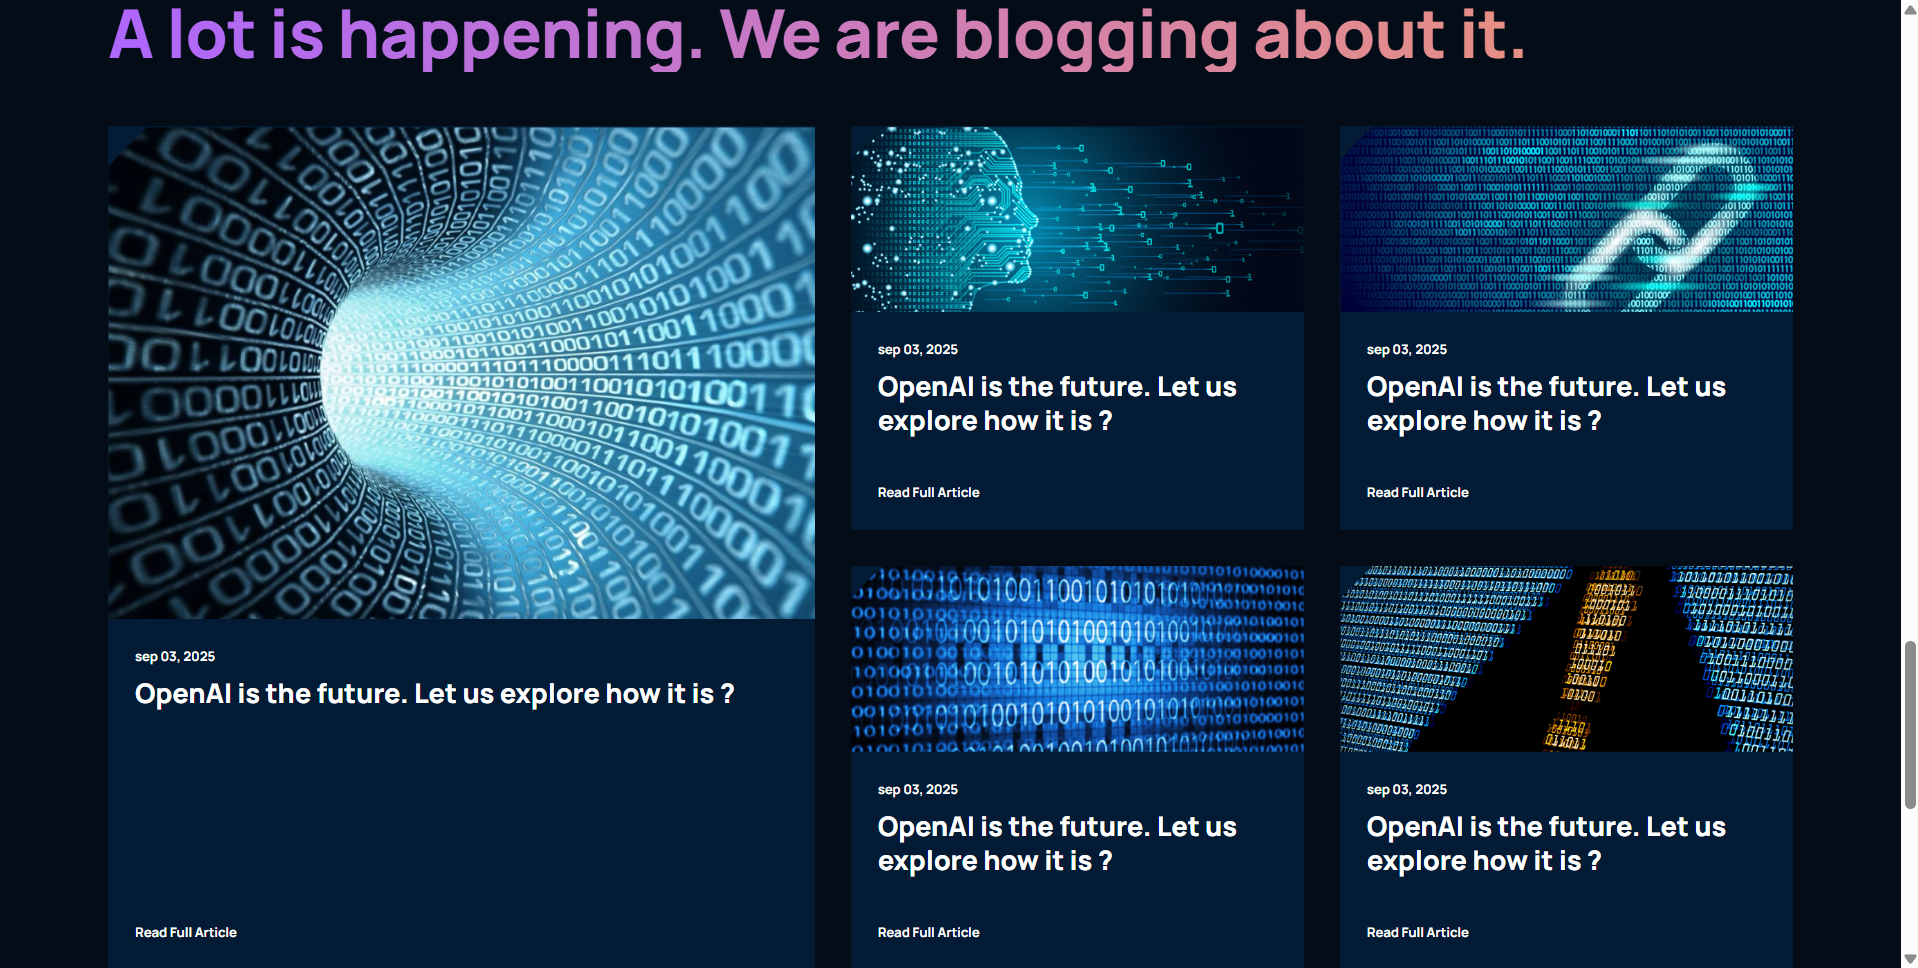 A lot is happening. We are blogging about it.
sep 03, 2025
OpenAI is the future. Let us explore how it is ?
Read Full Article
sep 03, 2025
OpenAI is the future. Let us
explore how it is ?
Read Full Article
sep 03, 2025
OpenAI is the future. Let us
explore how it is ?
Read Full Article
sep 03, 2025
OpenAI is the future. Let us
explore how it is ?
Read Full Article
sep 03, 2025
OpenAI is the future. Let us
explore how it is ?
Read Full Article